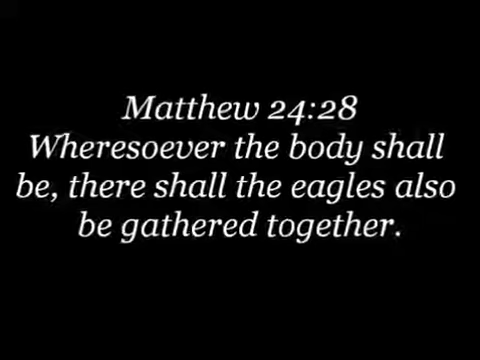 Matthew 24:28
Wheresoever the body shall
be, there shall the eagles also
be gathered together.